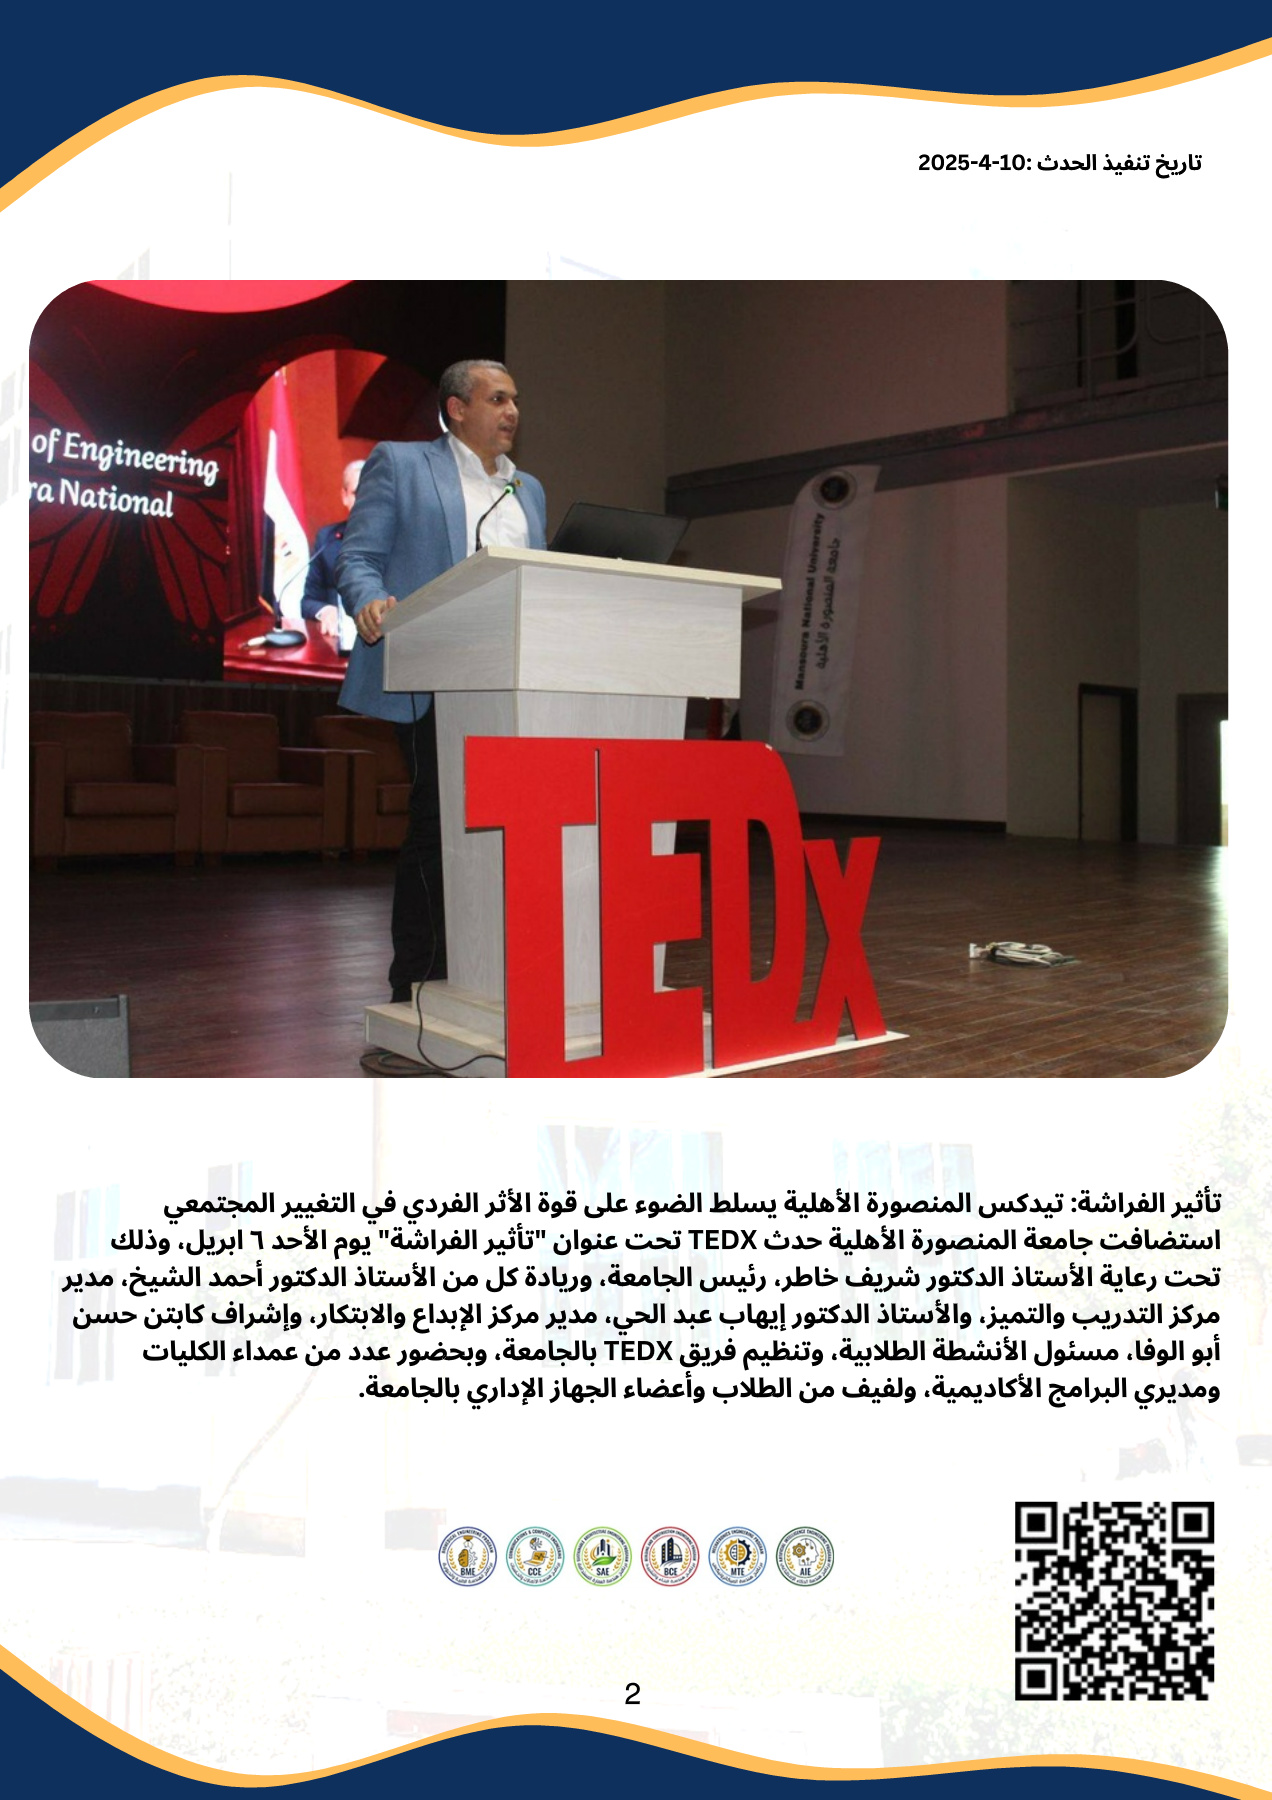 تاريخ تنفيذ الحدث :10-4-2025
of Engineering
ra National
Mansoura National University
جامعة المنصورة الأهلية
TEDx
تأثير الفراشة: تيدكس المنصورة الأهلية يسلط الضوء على قوة الأثر الفردي في التغيير المجتمعي
استضافت جامعة المنصورة الأهلية حدث TEDX تحت عنوان "تأثير الفراشة" يوم الأحد ٦ ابريل، وذلك
تحت رعاية الأستاذ الدكتور شريف خاطر، رئيس الجامعة، وريادة كل من الأستاذ الدكتور أحمد الشيخ، مدير
مركز التدريب والتميز، والأستاذ الدكتور إيهاب عبد الحي، مدير مركز الإبداع والابتكار، وإشراف كابتن حسن
أبو الوفا، مسئول الأنشطة الطلابية، وتنظيم فريق TEDX بالجامعة، وبحضور عدد من عمداء الكليات
ومديري البرامج الأكاديمية، ولفيف من الطلاب وأعضاء الجهاز الإداري بالجامعة.
BME
CCE
SAE
BCE
MTE
AIE
2